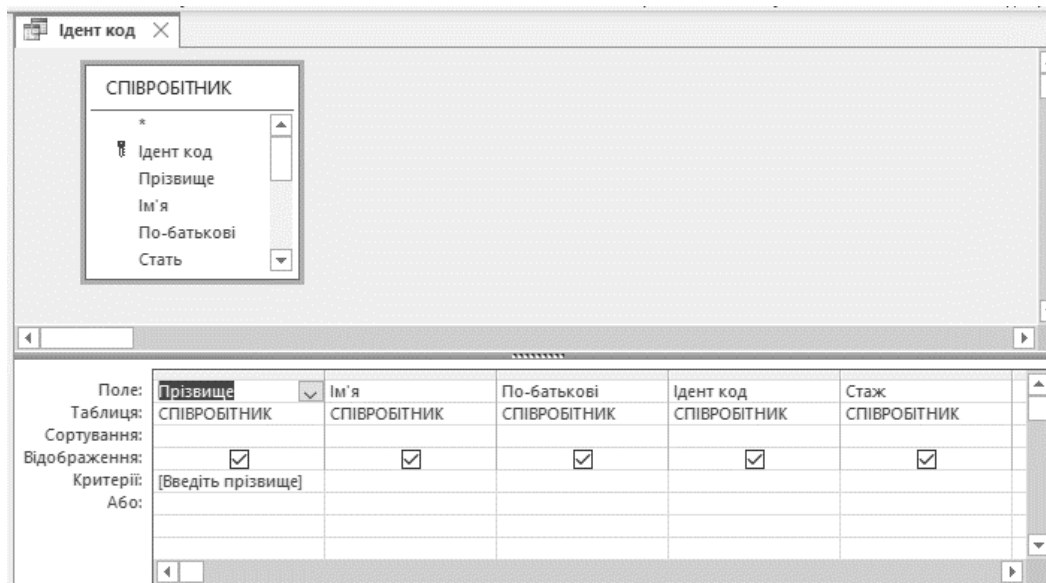 Ідент код
СПІВРОБІТНИК
*
Ідент код
Прізвище
Ім'я
По-батькові
Стать
Поле: Прізвище Ім'я По-батькові Ідент код Стаж
Таблиця: СПІВРОБІТНИК СПІВРОБІТНИК СПІВРОБІТНИК СПІВРОБІТНИК СПІВРОБІТНИК
Сортування:
Відображення:
Критерії: [Введіть прізвище]
Або: